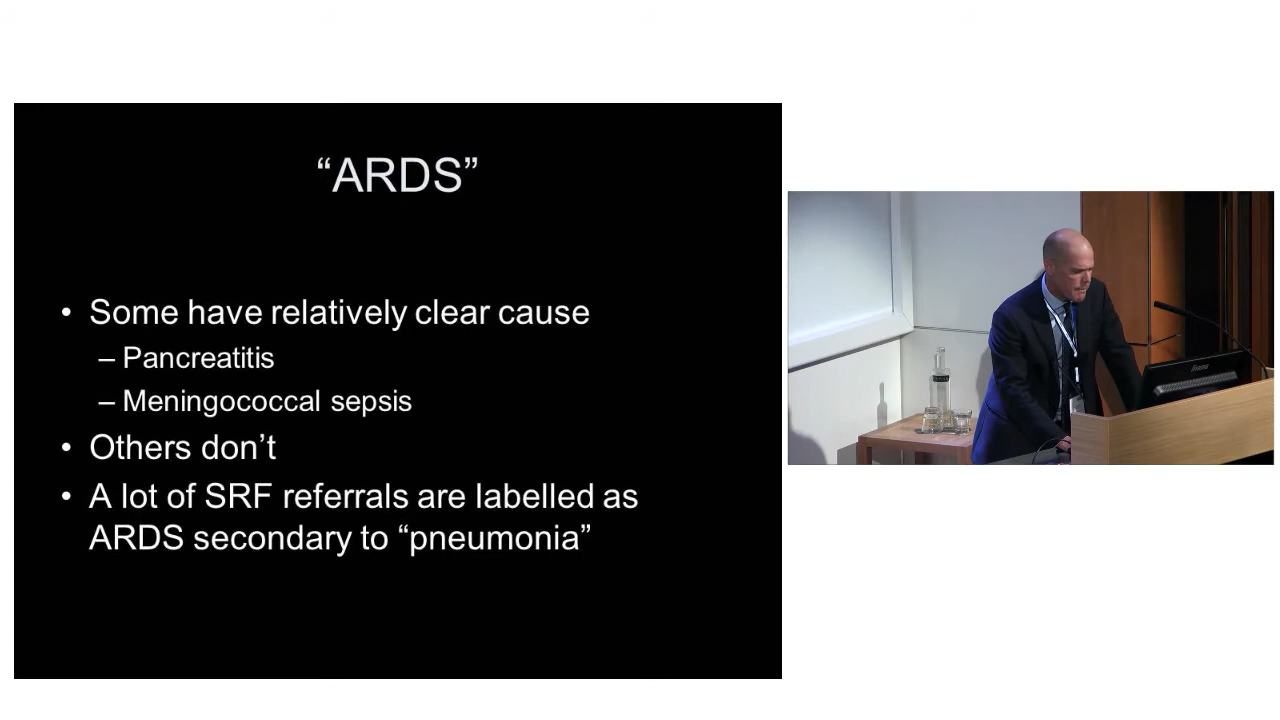 “ARDS”
• Some have relatively clear cause
– Pancreatitis
– Meningococcal sepsis
• Others don’t
• A lot of SRF referrals are labelled as
ARDS secondary to “pneumonia”
iiyama